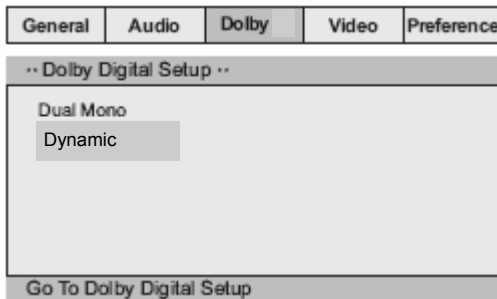 General Audio Dolby Video Preference
·· Dolby Digital Setup ··
Dual Mono
Dynamic
Go To Dolby Digital Setup